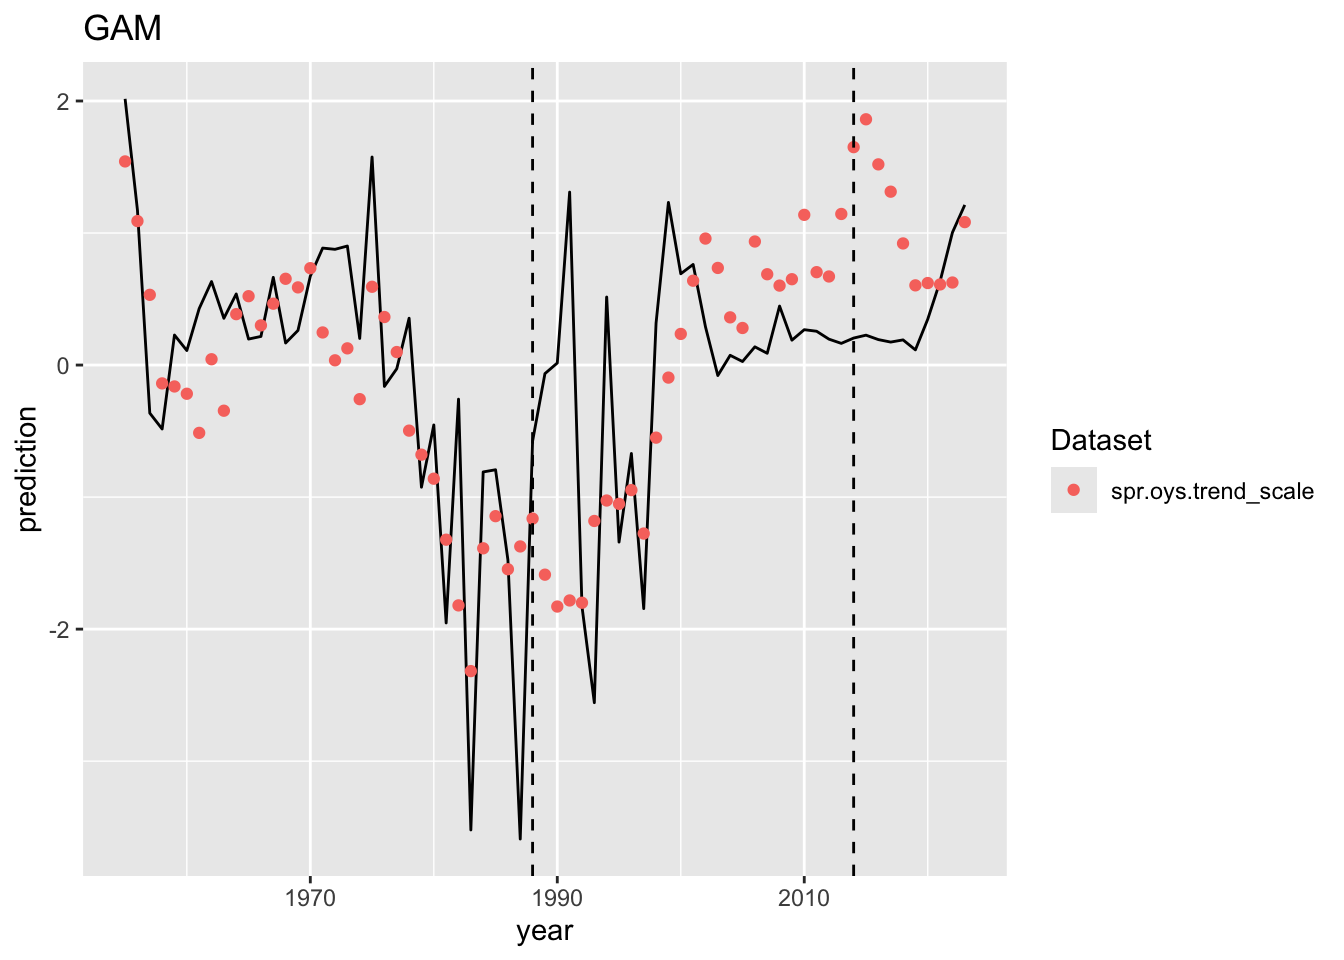 GAM
2
0
-2
prediction
1970
1990
2010
year
Dataset
spr.oys.trend_scale